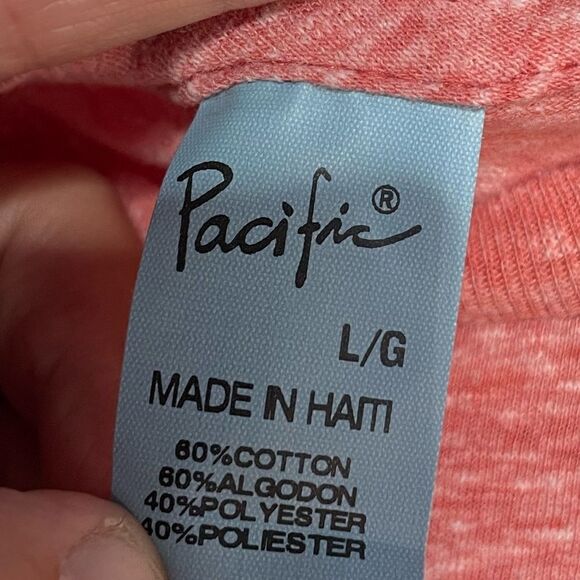 Pacific®
L/G
MADE IN HAITI
60%COTTON
60%ALGODON
40%POLYESTER
40%POLIESTER